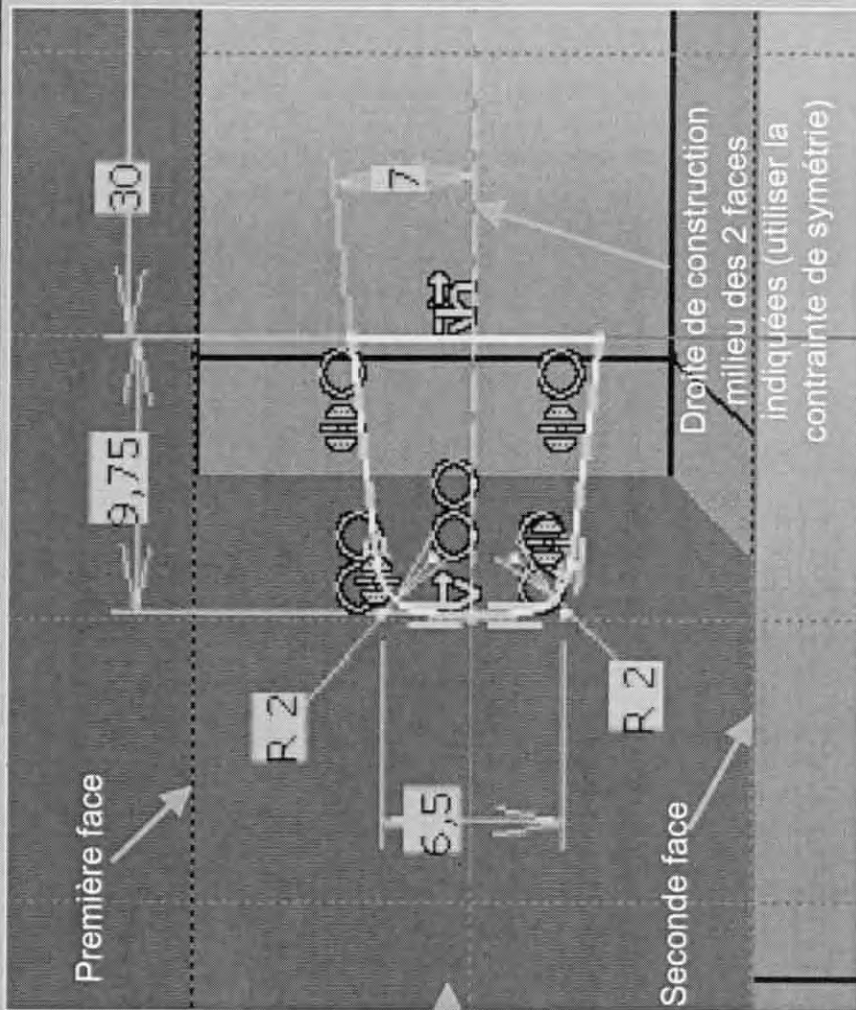 Première face
R 2
6,5
9,75
30
7
R 2
Seconde face
Droite de construction
milieu des 2 faces
indiquées (utiliser la
contrainte de symétrie)